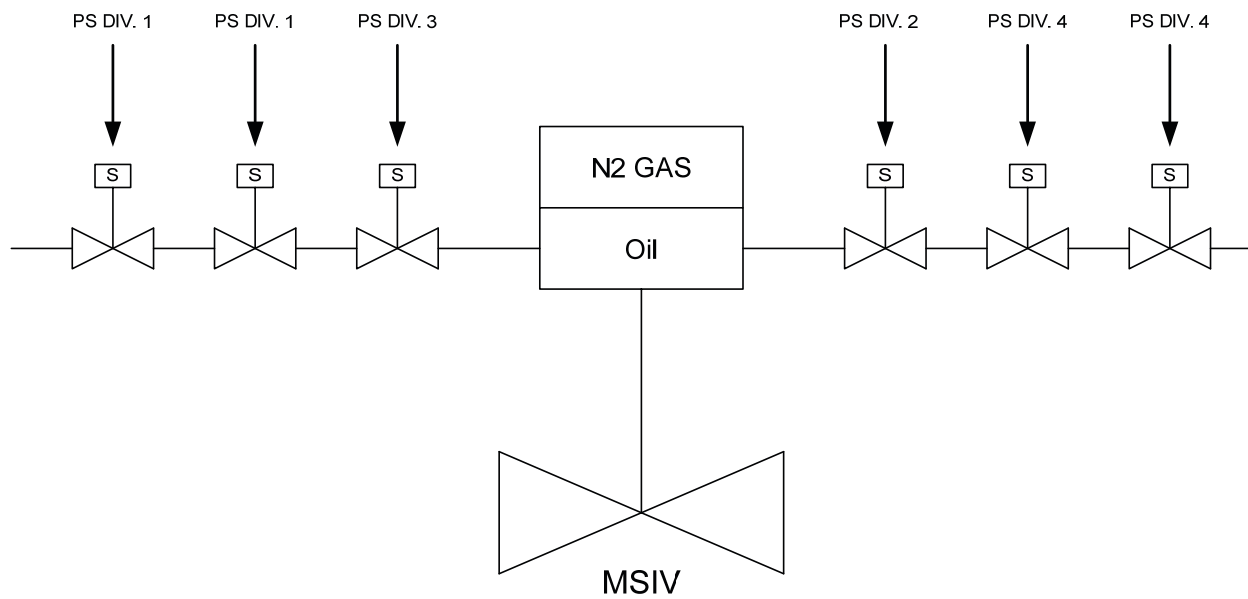 PS DIV. 1 PS DIV. 1 PS DIV. 3 PS DIV. 2 PS DIV. 4 PS DIV. 4
N2 GAS
S S S S S S
Oil
MSIV